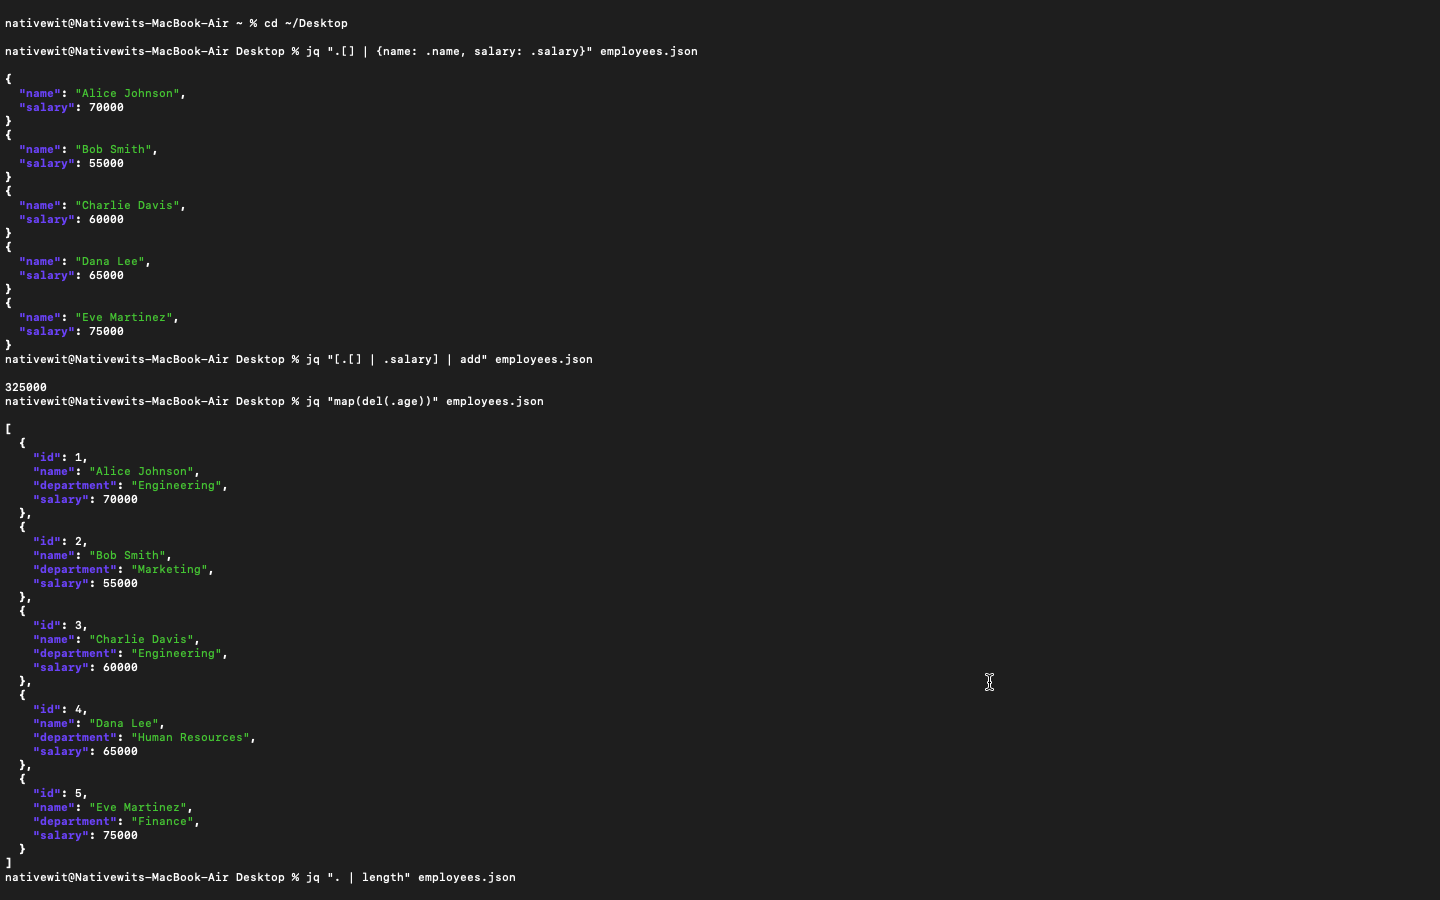 nativewit@Nativewits-MacBook-Air ~ % cd ~/Desktop
nativewit@Nativewits-MacBook-Air Desktop % jq ".[] | {name: .name, salary: .salary}" employees.json
{
  "name": "Alice Johnson",
  "salary": 70000
}
{
  "name": "Bob Smith",
  "salary": 55000
}
{
  "name": "Charlie Davis",
  "salary": 60000
}
{
  "name": "Dana Lee",
  "salary": 65000
}
{
  "name": "Eve Martinez",
  "salary": 75000
}
nativewit@Nativewits-MacBook-Air Desktop % jq "[.[] | .salary] | add" employees.json
325000
nativewit@Nativewits-MacBook-Air Desktop % jq "map(del(.age))" employees.json
[
  {
    "id": 1,
    "name": "Alice Johnson",
    "department": "Engineering",
    "salary": 70000
  },
  {
    "id": 2,
    "name": "Bob Smith",
    "department": "Marketing",
    "salary": 55000
  },
  {
    "id": 3,
    "name": "Charlie Davis",
    "department": "Engineering",
    "salary": 60000
  },
  {
    "id": 4,
    "name": "Dana Lee",
    "department": "Human Resources",
    "salary": 65000
  },
  {
    "id": 5,
    "name": "Eve Martinez",
    "department": "Finance",
    "salary": 75000
  }
]
nativewit@Nativewits-MacBook-Air Desktop % jq ". | length" employees.json